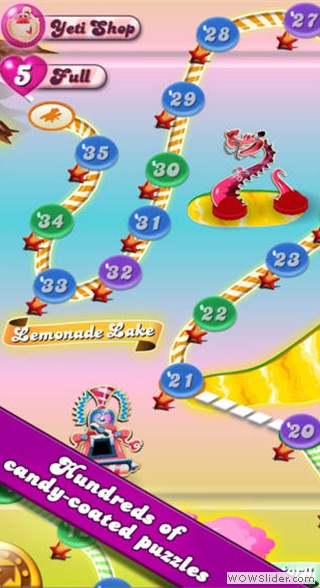 Yeti Shop
27
28
5 Full
29
35
30
34
31
23
32
33
22
Lemonade Lake
21
20
Hundreds of
candy-coated puzzles
WOWSlider.com